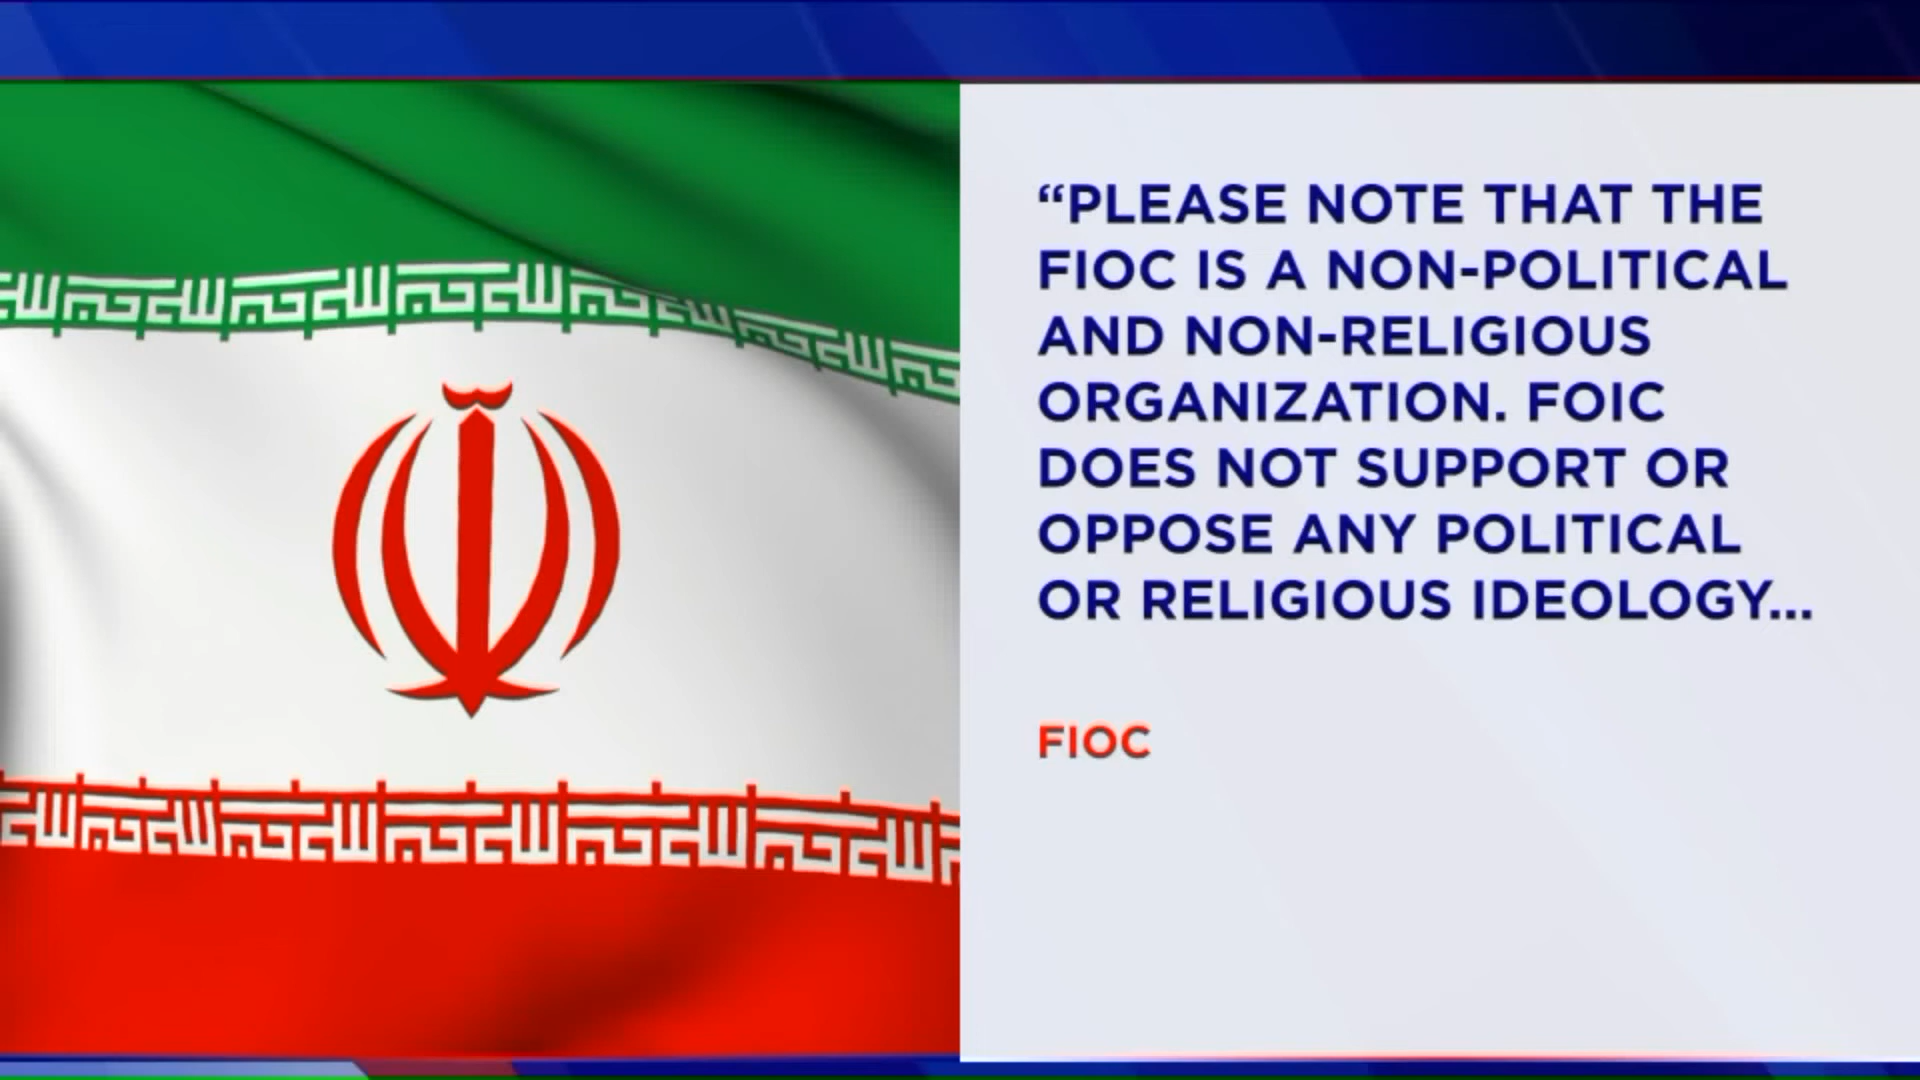 “PLEASE NOTE THAT THE
FIOC IS A NON-POLITICAL
AND NON-RELIGIOUS
ORGANIZATION. FOIC
DOES NOT SUPPORT OR
OPPOSE ANY POLITICAL
OR RELIGIOUS IDEOLOGY...
FIOC